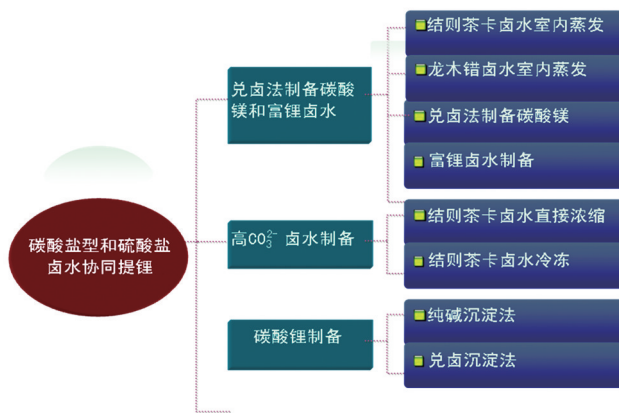 碳酸盐型和硫酸盐
卤水协同提锂
兑卤法制备碳酸
镁和富锂卤水
结则茶卡卤水室内蒸发
龙木错卤水室内蒸发
兑卤法制备碳酸镁
富锂卤水制备
高CO₃²⁻ 卤水制备
结则茶卡卤水直接浓缩
结则茶卡卤水冷冻
碳酸锂制备
纯碱沉淀法
兑卤沉淀法